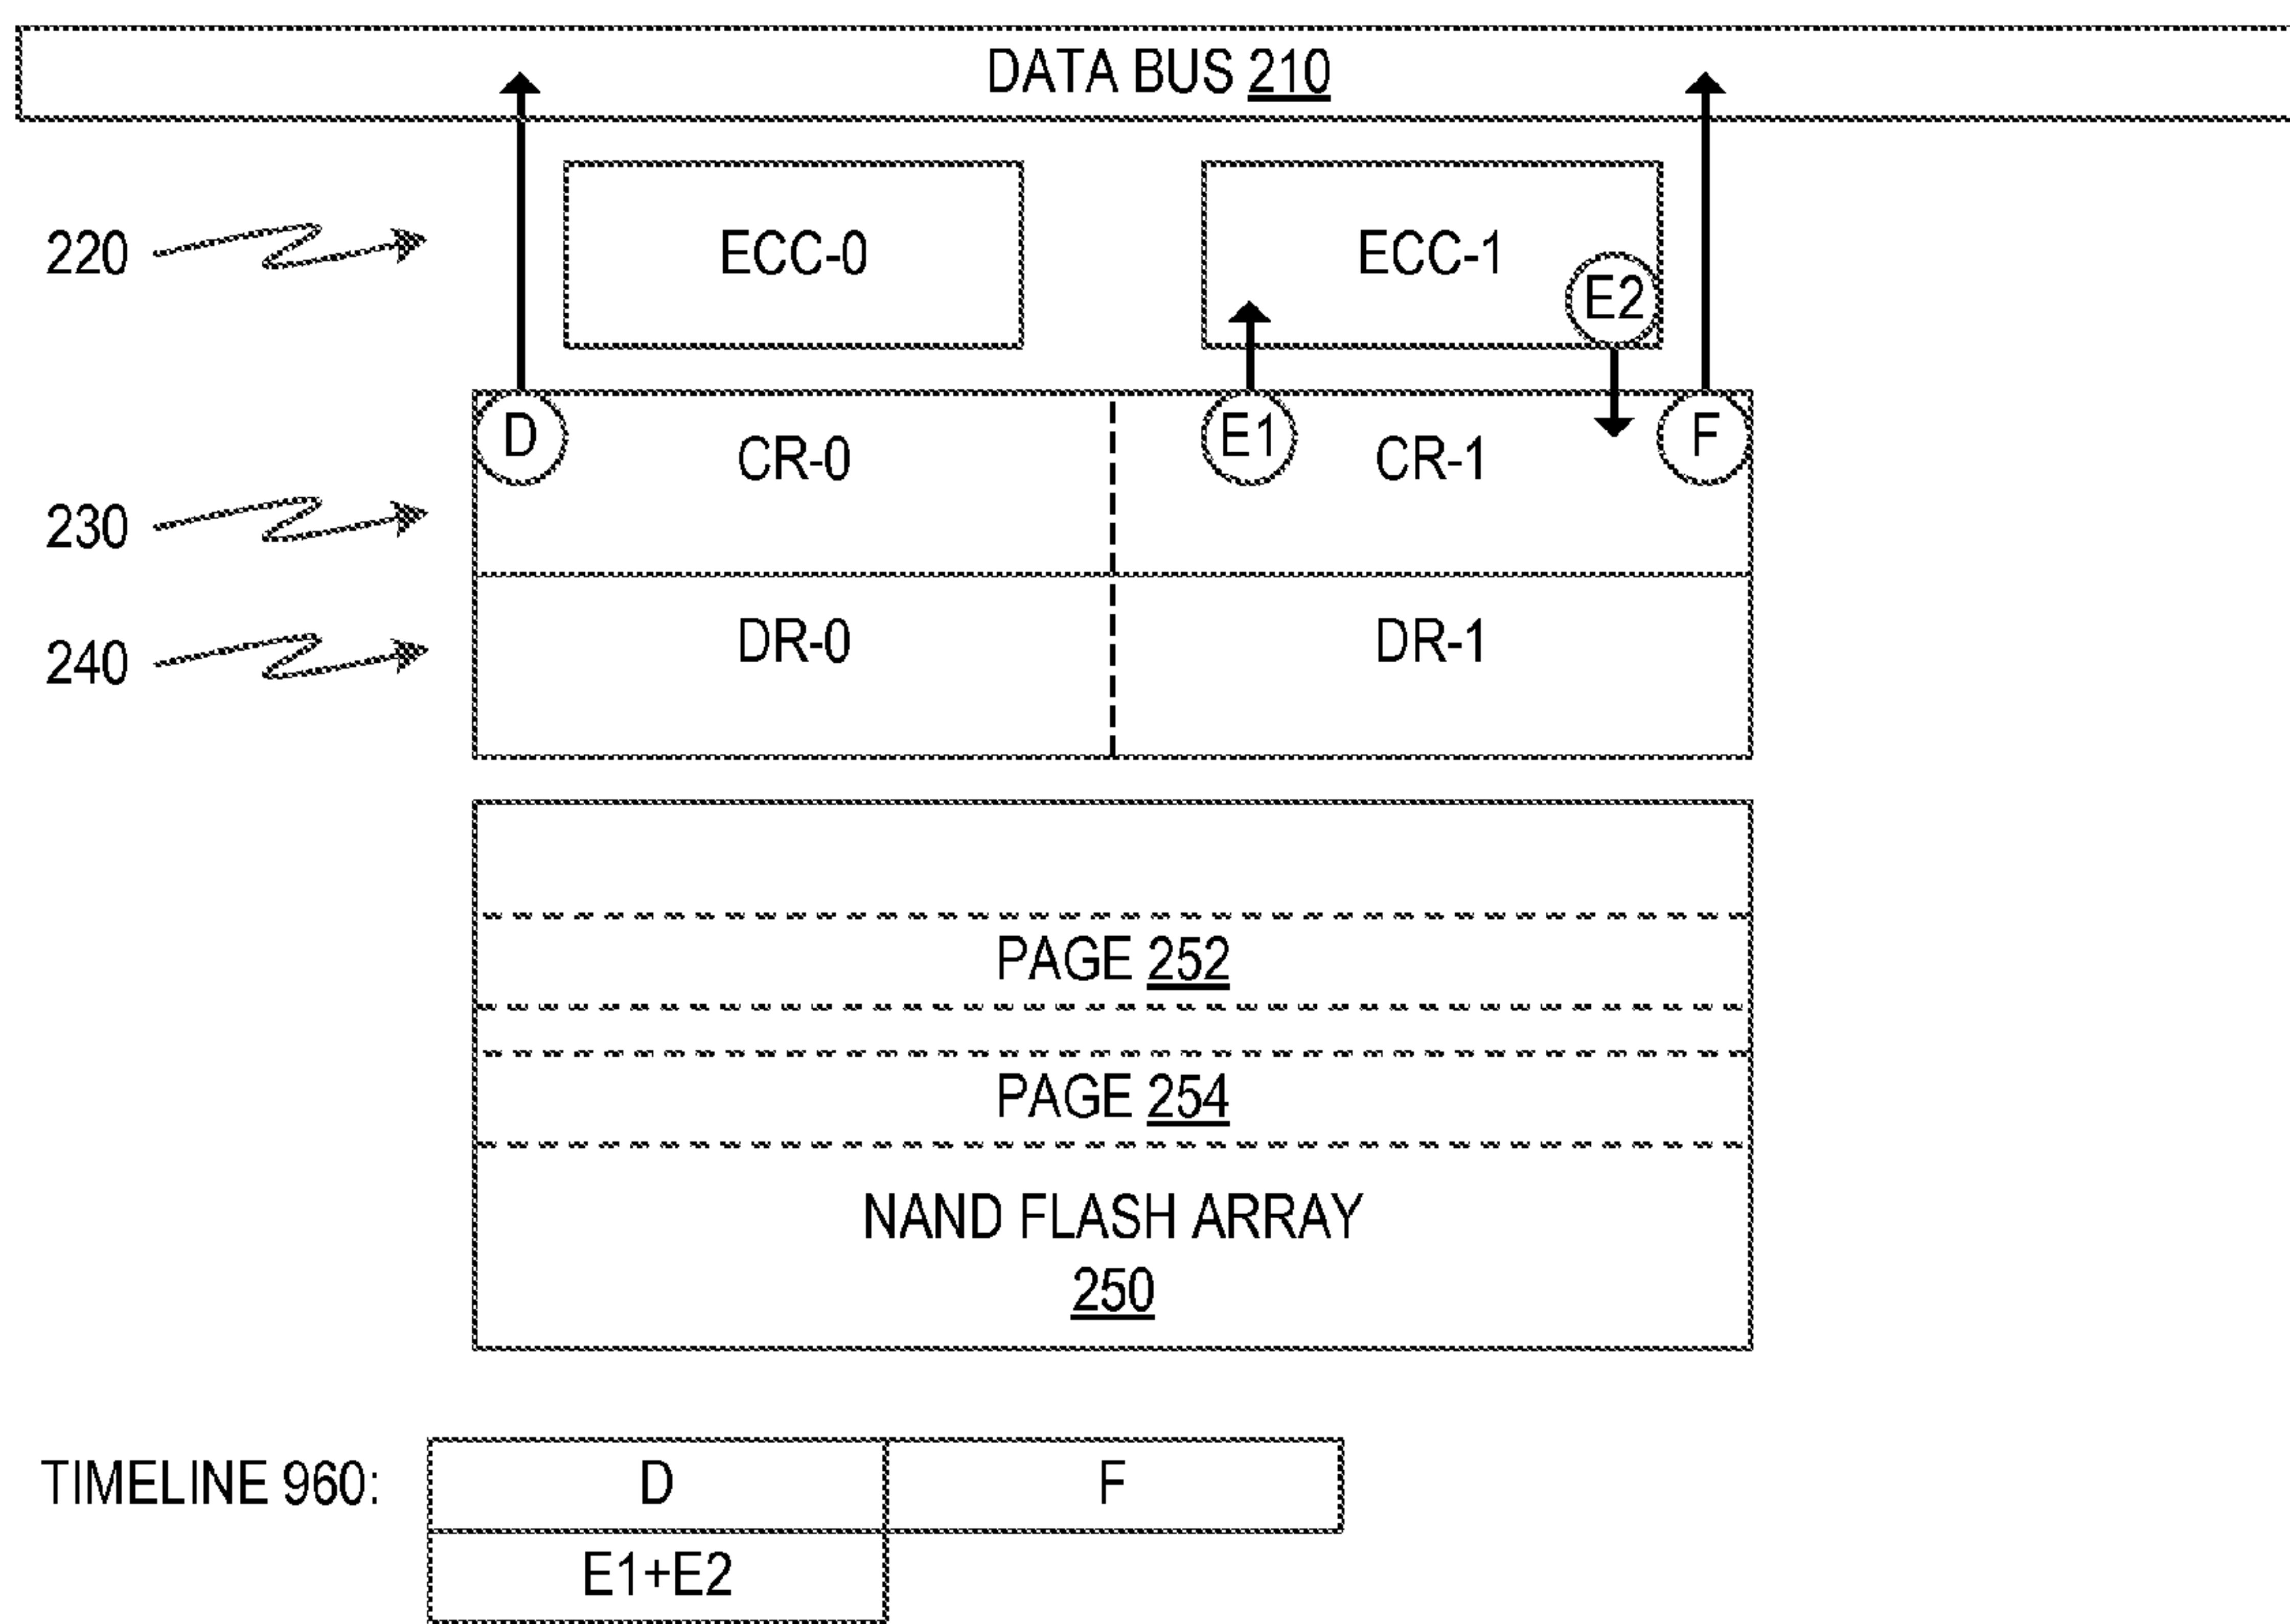 DATA BUS 210
220
ECC-0
ECC-1
E2
D
CR-0
E1
CR-1
F
230
240
DR-0
DR-1
PAGE 252
PAGE 254
NAND FLASH ARRAY
250
TIMELINE 960:
D
F
E1+E2